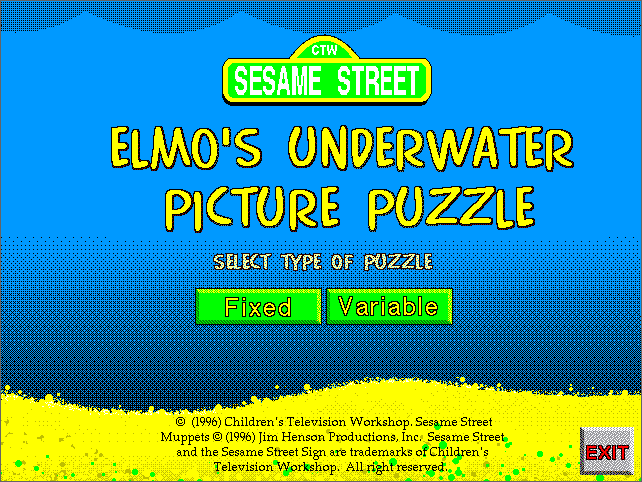 CTW
SESAME STREET
ELMO'S UNDERWATER
PICTURE PUZZLE
SELECT TYPE OF PUZZLE
Fixed Variable
© (1996) Children's Television Workshop. Sesame Street
Muppets © (1996) Jim Henson Productions, Inc. Sesame Street
and the Sesame Street Sign are trademarks of Children's
Television Workshop. All right reserved.
EXIT